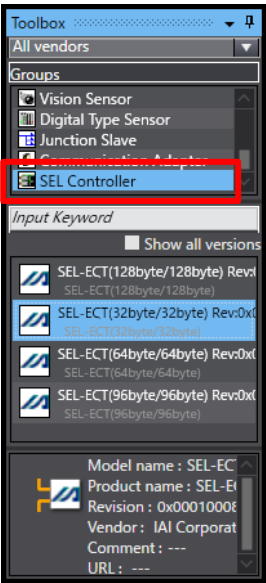 Toolbox
All vendors
Groups
Vision Sensor
Digital Type Sensor
Junction Slave
Communication Adapter
SEL Controller
Input Keyword
Show all versions
SEL-ECT(128byte/128byte) Rev:
SEL-ECT(128byte/128byte)
SEL-ECT(32byte/32byte) Rev:0x0
SEL-ECT(32byte/32byte)
SEL-ECT(64byte/64byte) Rev:0x0
SEL-ECT(64byte/64byte)
SEL-ECT(96byte/96byte) Rev:0x0
SEL-ECT(96byte/96byte)
Model name : SEL-EC
Product name : SEL-E
Revision : 0x00010008
Vendor : IAI Corporat
Comment : ---
URL : ---